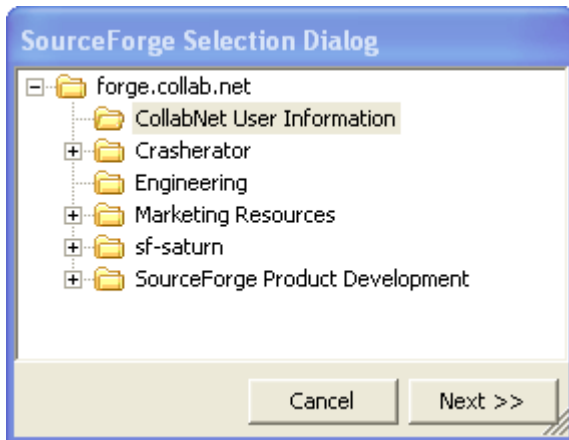 SourceForge Selection Dialog
forge.collab.net
CollabNet User Information
Crasherator
Engineering
Marketing Resources
sf-saturn
SourceForge Product Development
Cancel Next >>